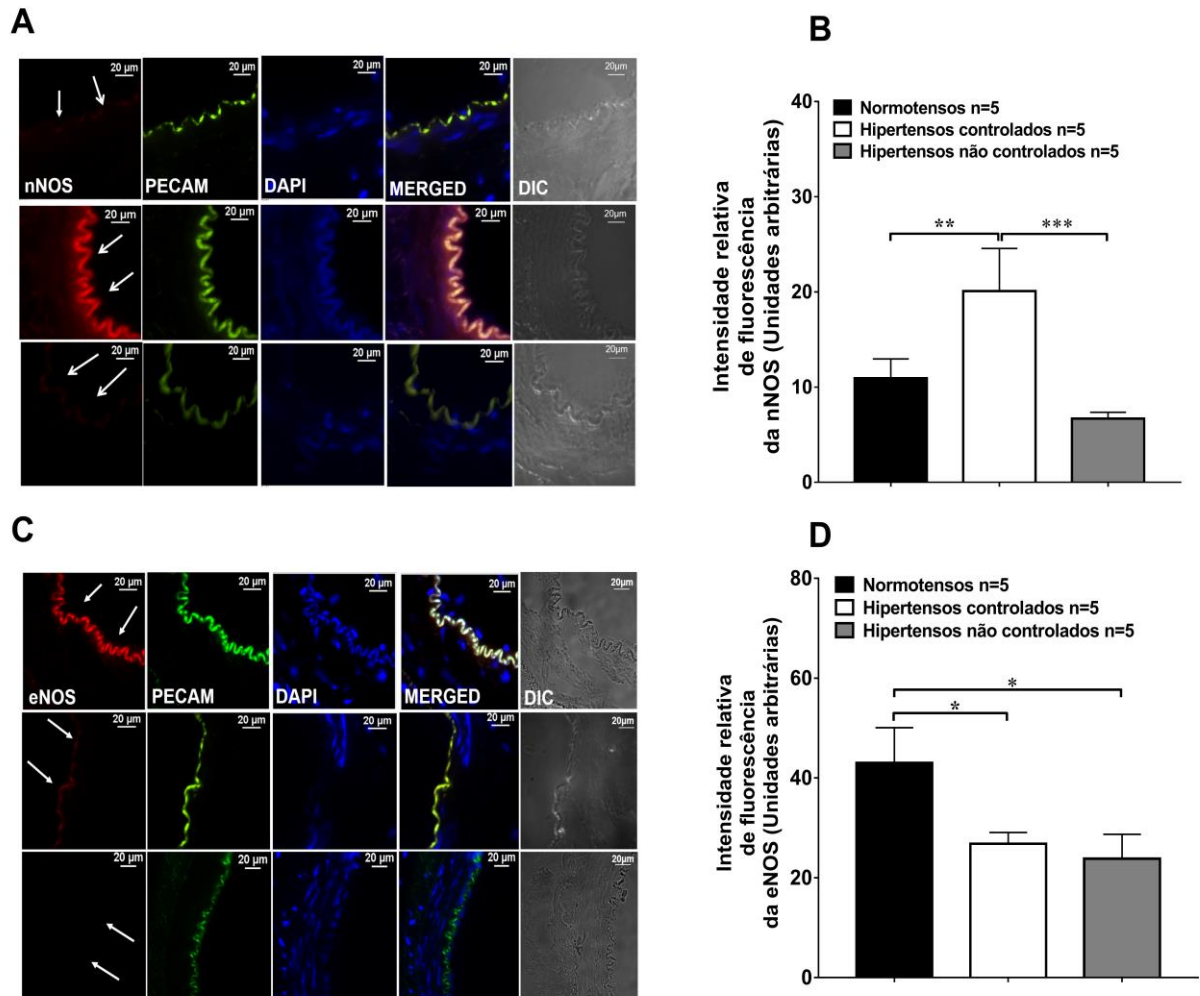 A
20 µm 20 µm 20 µm 20 µm 20µm
nNOS PECAM DAPI MERGED DIC
20 µm 20 µm 20 µm 20 µm 20µm
20 µm 20 µm 20 µm 20 µm 20µm
B
Intensidade relativa
de fluorescência
da nNOS (Unidades arbitrárias)
40
30
20
10
0
Normotensos n=5
Hipertensos controlados n=5
Hipertensos não controlados n=5
** ***
C
20 µm 20 µm 20 µm 20 µm 20µm
eNOS PECAM DAPI MERGED DIC
20 µm 20 µm 20 µm 20 µm 20µm
20 µm 20 µm 20 µm 20 µm 20µm
D
Intensidade relativa
de fluorescência
da eNOS (Unidades arbitrárias)
80
60
40
20
0
Normotensos n=5
Hipertensos controlados n=5
Hipertensos não controlados n=5
*
*